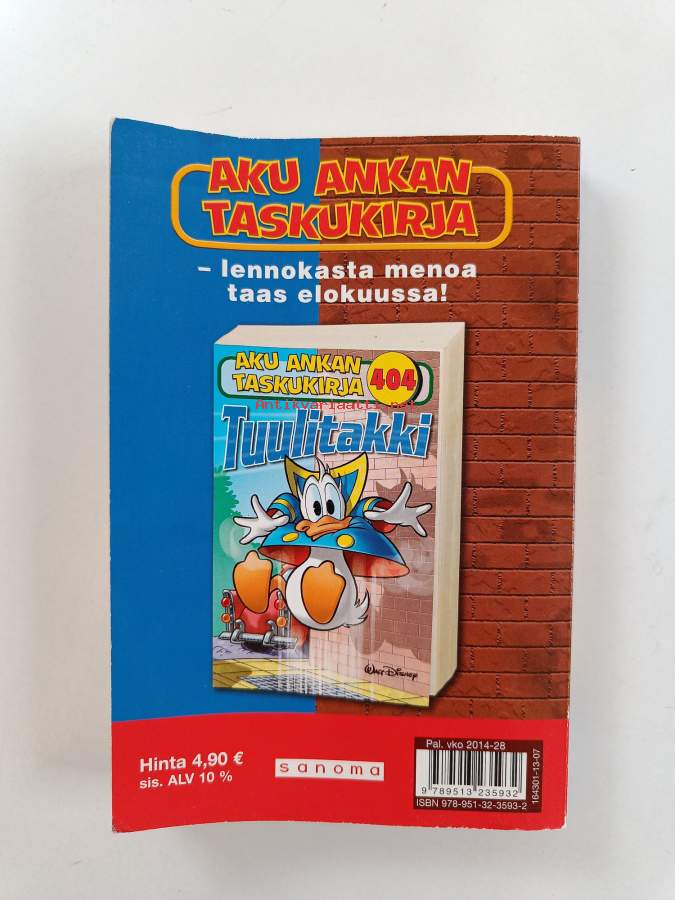 AKU ANKAN
TASKUKIRJA
– lennokasta menoa
taas elokuussa!
AKU ANKAN
TASKUKIRJA 404
Antikvariaatti.net
Tuulitakki
WALT DISNEY
Hinta 4,90 €
sis. ALV 10 %
sanoma
Pal. vko 2014-28
9 789513 235932
ISBN 978-951-32-3593-2
164301-13-07